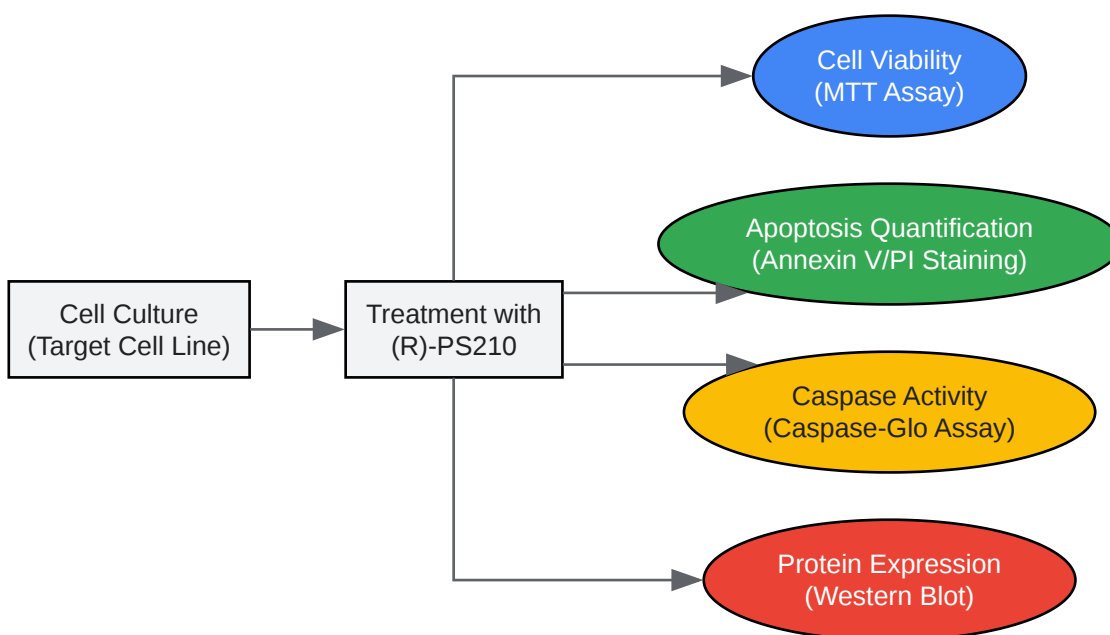 Cell Viability
(MTT Assay)
Apoptosis Quantification
(Annexin V/PI Staining)
Cell Culture
(Target Cell Line)
Treatment with
(R)-PS210
Caspase Activity
(Caspase-Glo Assay)
Protein Expression
(Western Blot)